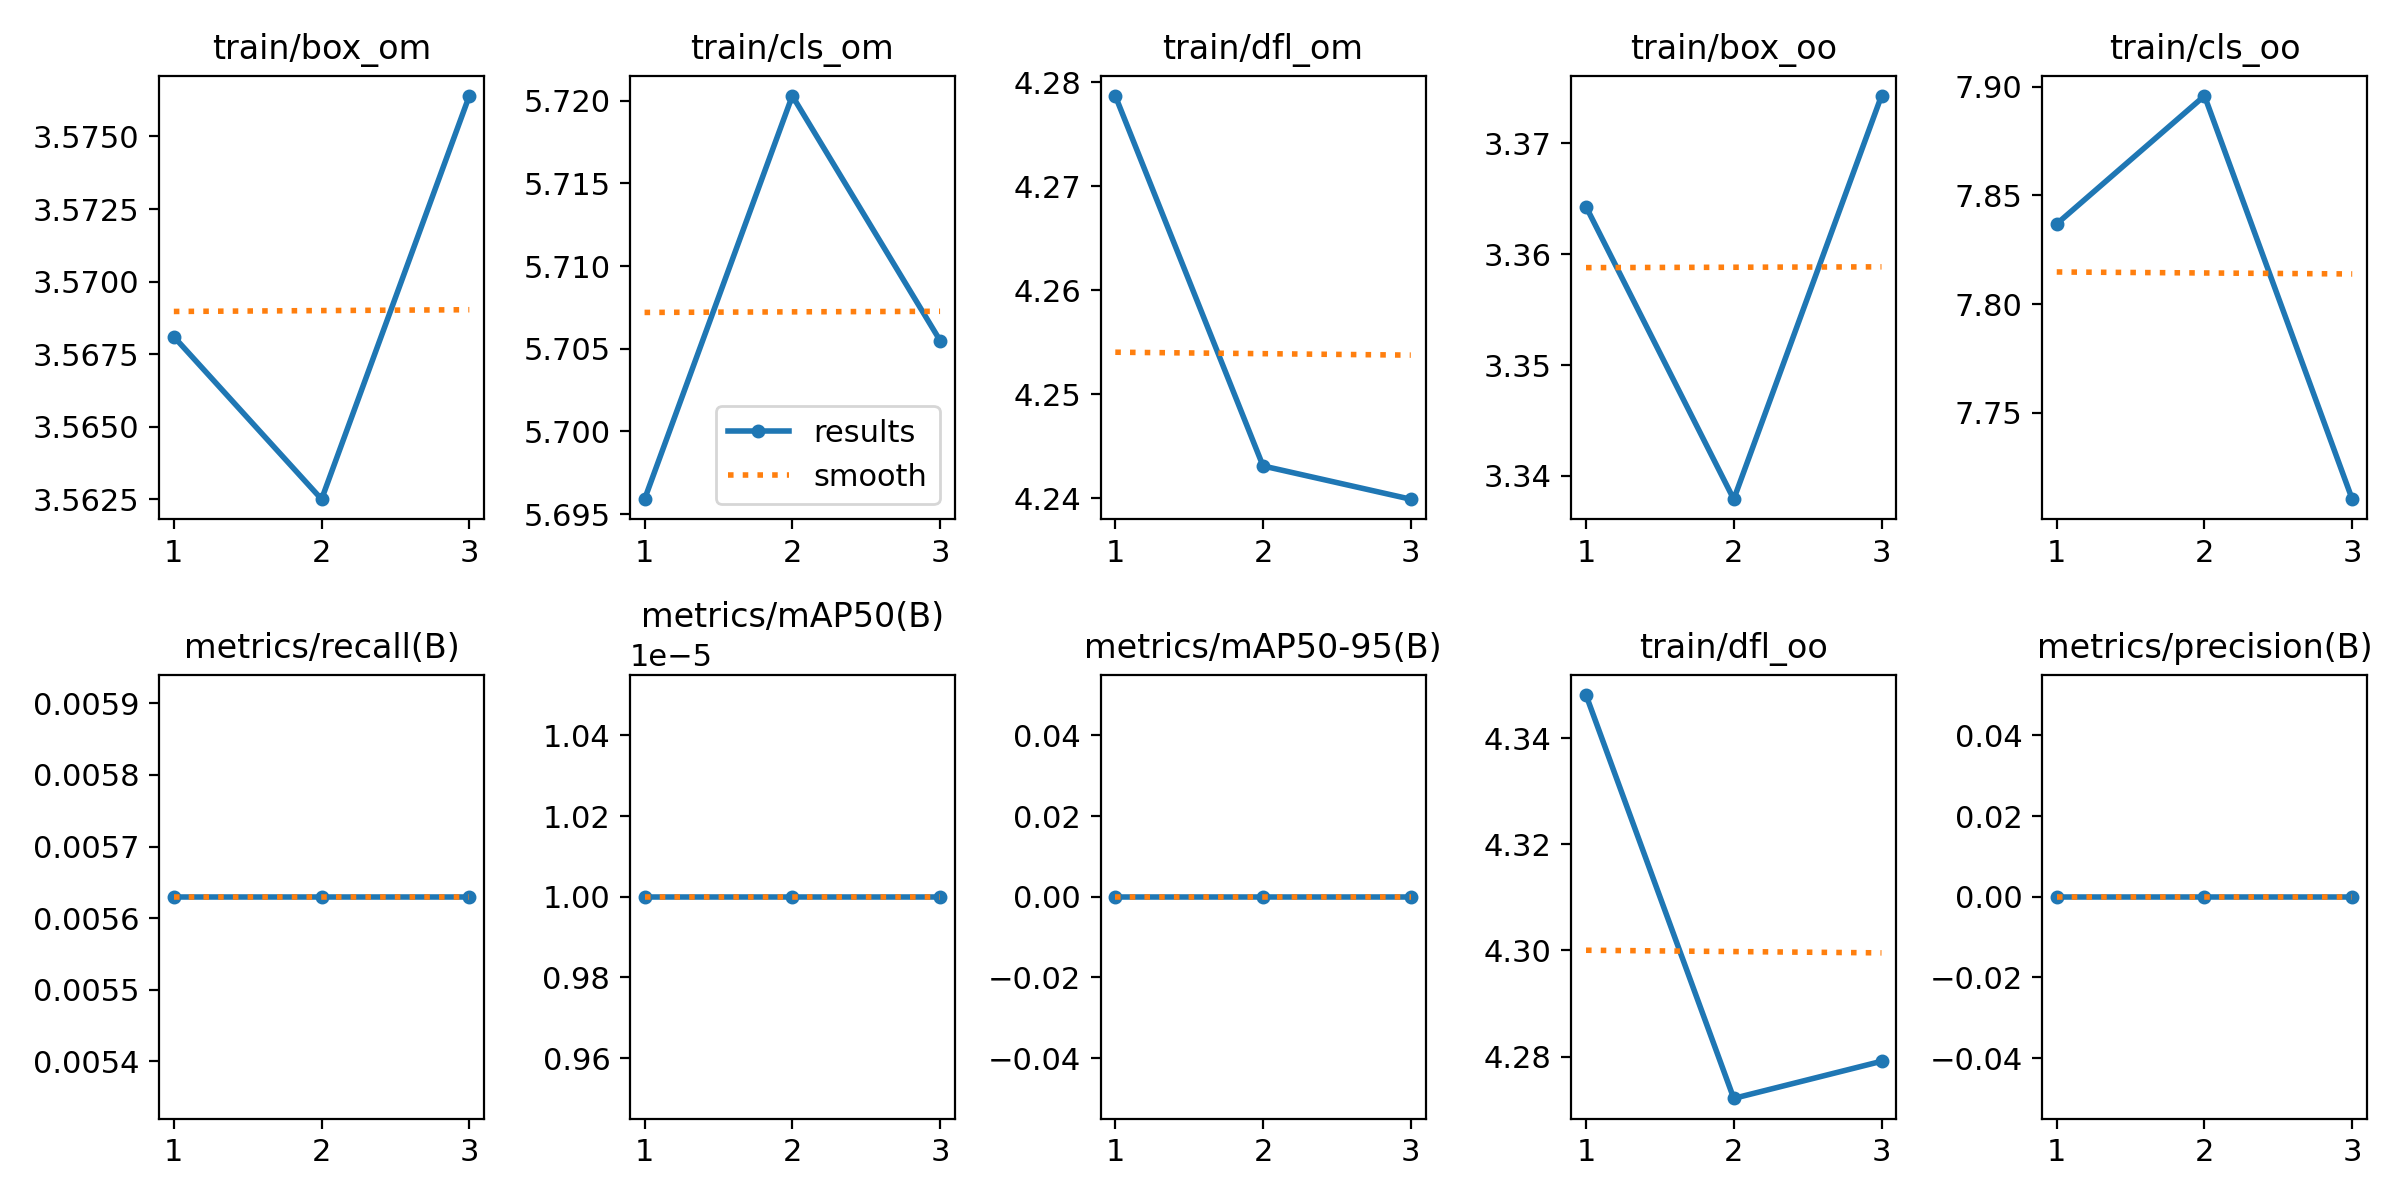 train/box_om
3.5750
3.5725
3.5700
3.5675
3.5650
3.5625
1 2 3
train/cls_om
5.720
5.715
5.710
5.705
5.700
5.695
results
smooth
1 2 3
train/dfl_om
4.28
4.27
4.26
4.25
4.24
1 2 3
train/box_oo
3.37
3.36
3.35
3.34
1 2 3
train/cls_oo
7.90
7.85
7.80
7.75
1 2 3
metrics/recall(B)
0.0059
0.0058
0.0057
0.0056
0.0055
0.0054
1 2 3
metrics/mAP50(B)
1e−5
1.04
1.02
1.00
0.98
0.96
1 2 3
metrics/mAP50-95(B)
0.04
0.02
0.00
−0.02
−0.04
1 2 3
train/dfl_oo
4.34
4.32
4.30
4.28
1 2 3
metrics/precision(B)
0.04
0.02
0.00
−0.02
−0.04
1 2 3